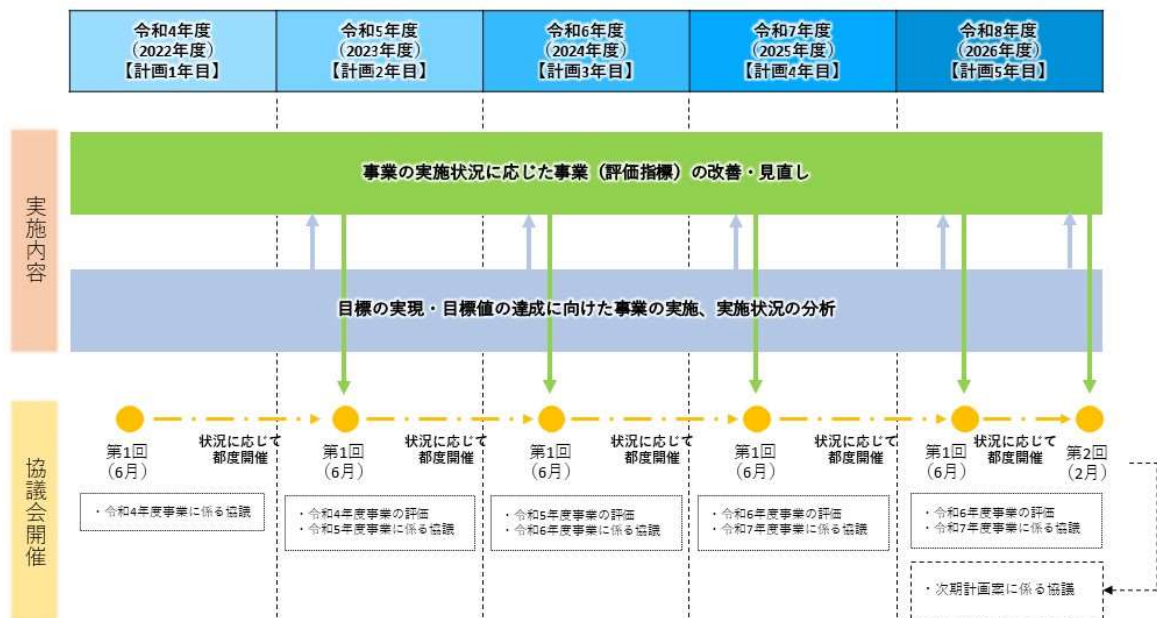 令和4年度
(2022年度)
【計画1年目】
令和5年度
(2023年度)
【計画2年目】
令和6年度
(2024年度)
【計画3年目】
令和7年度
(2025年度)
【計画4年目】
令和8年度
(2026年度)
【計画5年目】
実施内容
事業の実施状況に応じた事業（評価指標）の改善・見直し
目標の実現・目標値の達成に向けた事業の実施、実施状況の分析
協議会開催
第1回
(6月)
状況に応じて
都度開催
第1回
(6月)
状況に応じて
都度開催
第1回
(6月)
状況に応じて
都度開催
第1回
(6月)
状況に応じて
都度開催
第1回
(6月)
状況に応じて
都度開催
第2回
(2月)
・令和4年度事業に係る協議
・令和4年度事業の評価
・令和5年度事業に係る協議
・令和5年度事業の評価
・令和6年度事業に係る協議
・令和6年度事業の評価
・令和7年度事業に係る協議
・令和6年度事業の評価
・令和7年度事業に係る協議
・次期計画案に係る協議